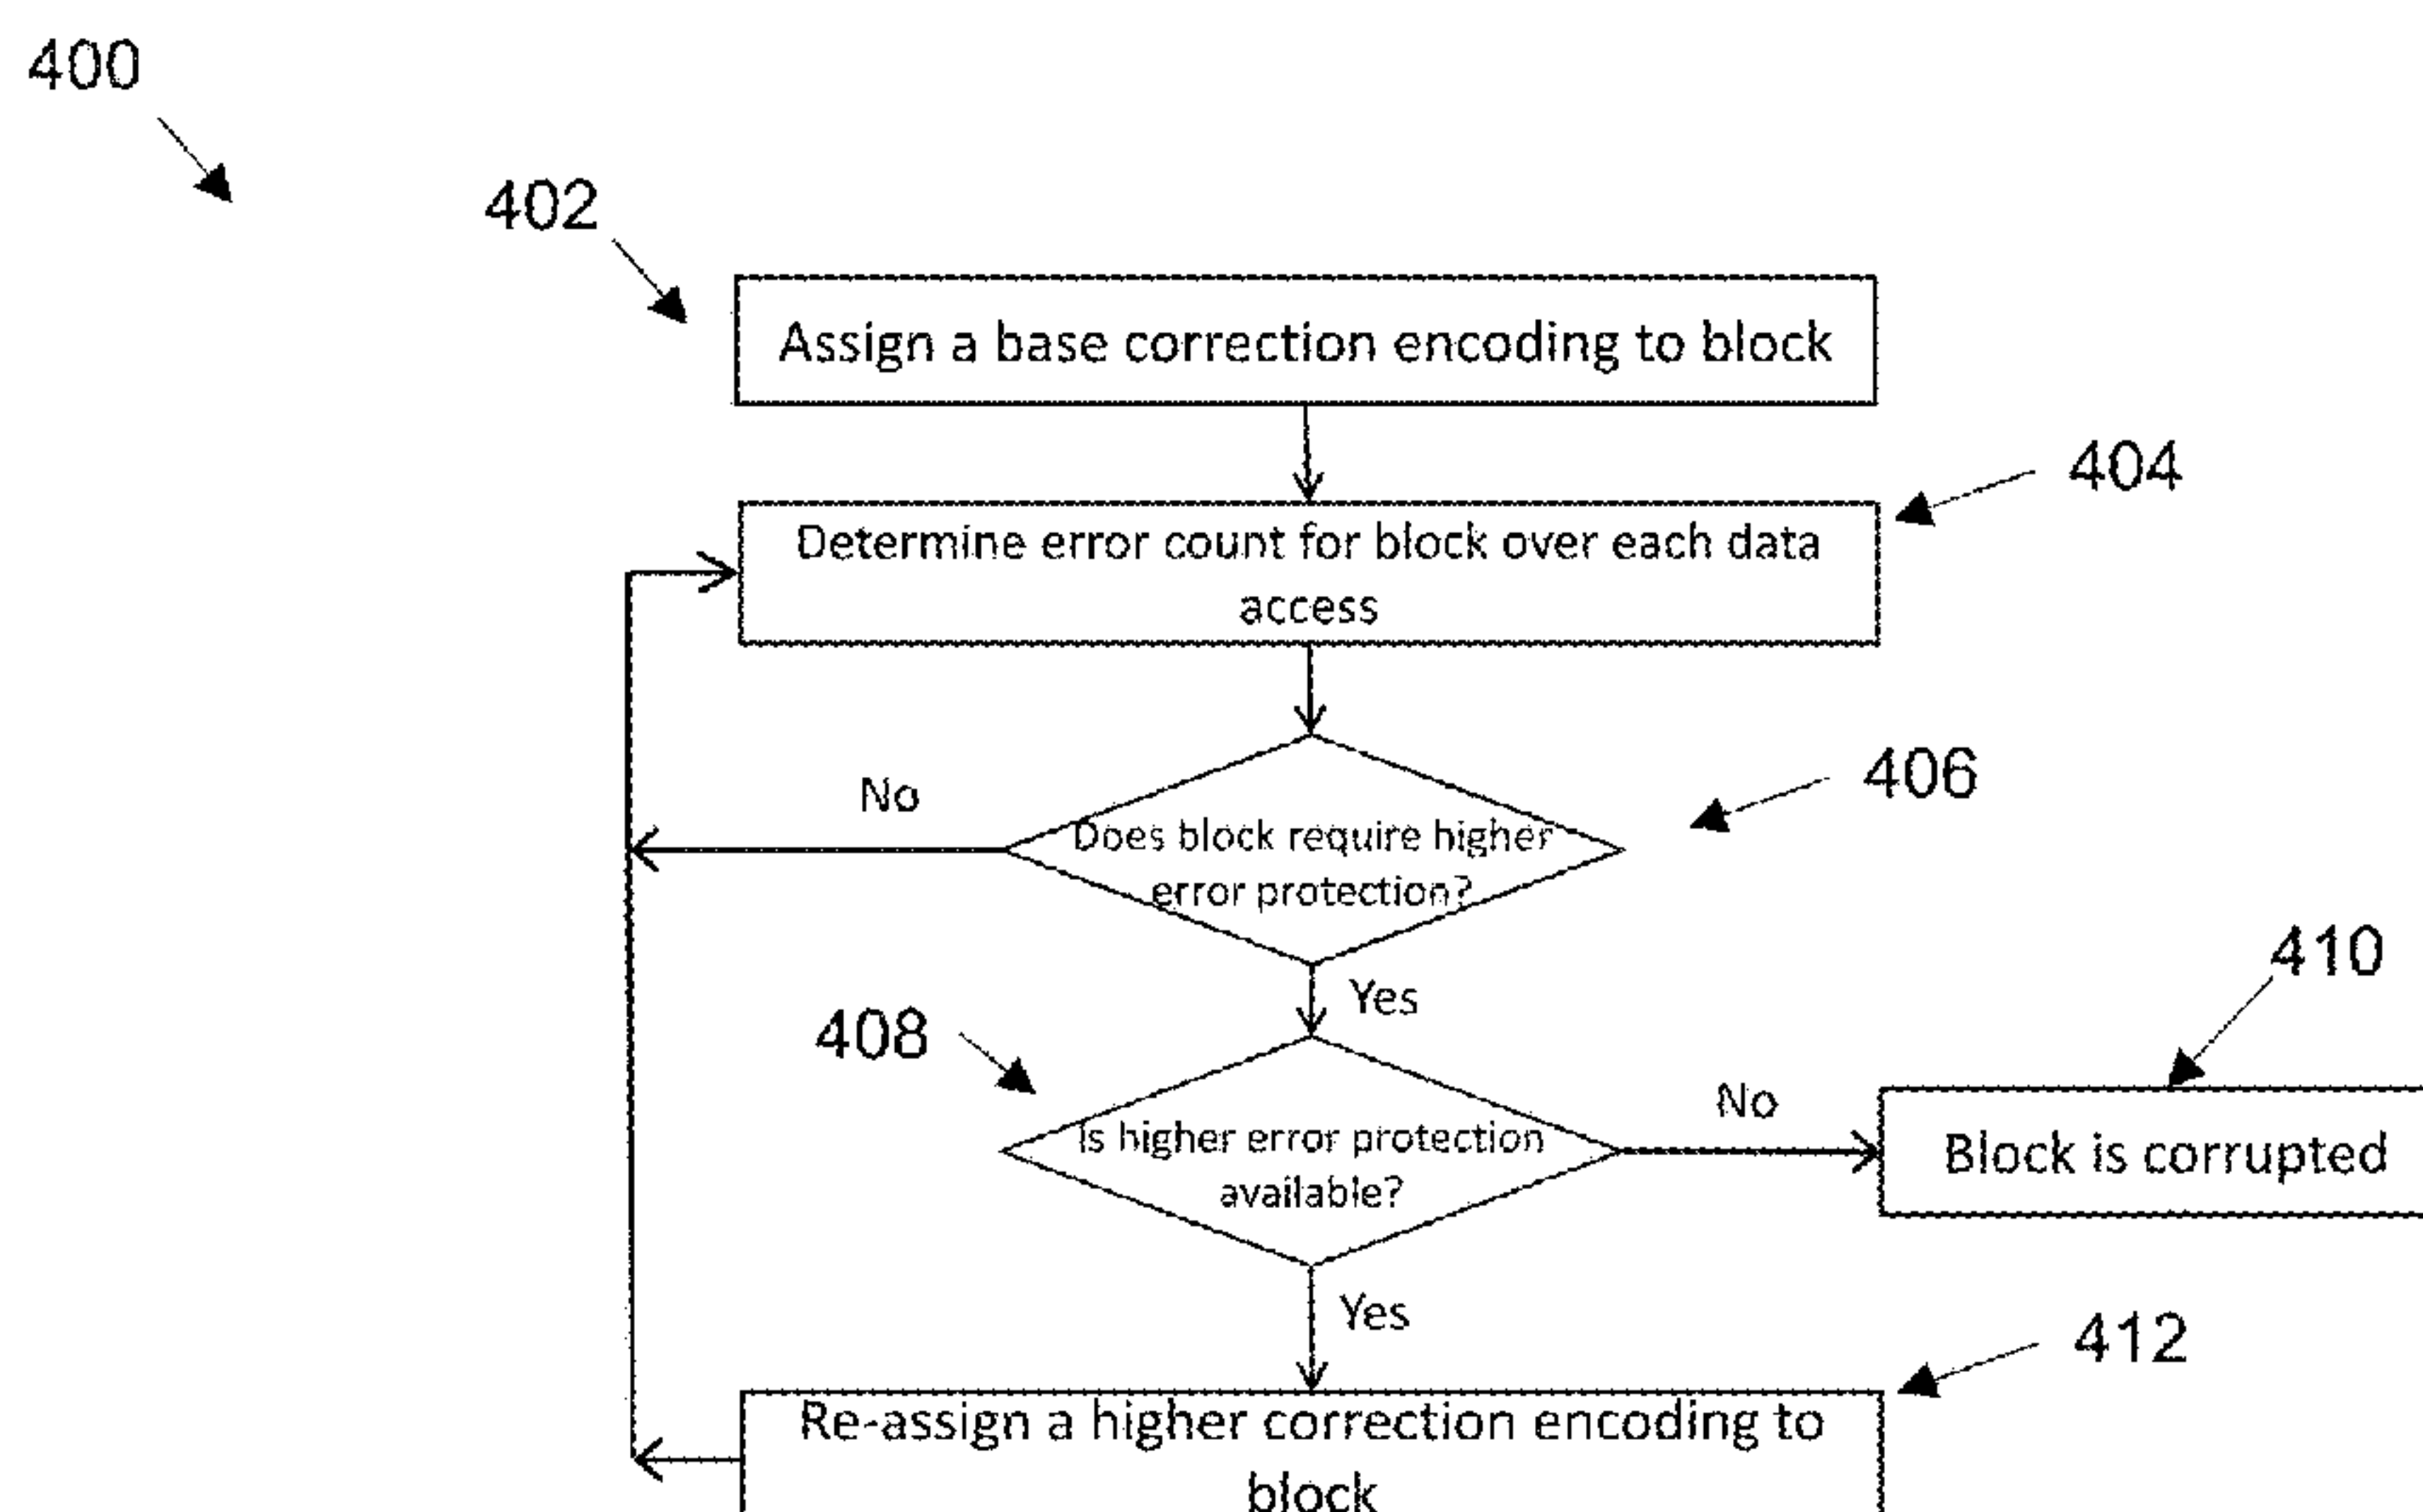 400
402
Assign a base correction encoding to block
404
Determine error count for block over each data
access
406
No
Does block require higher
error protection?
410
Yes
408
No
Is higher error protection
available?
Block is corrupted
Yes
412
Re-assign a higher correction encoding to
block